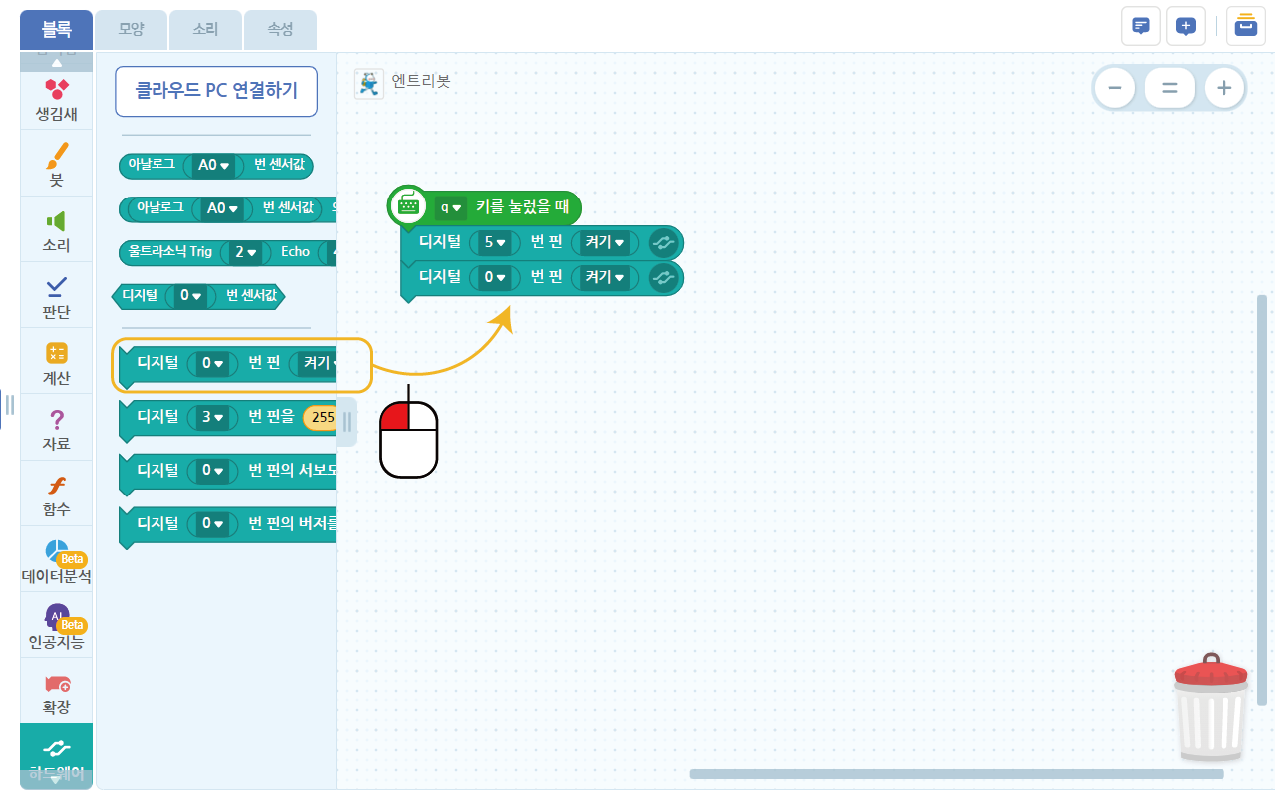 블록
모양
소리
속성
생김새
붓
소리
판단
계산
자료
함수
Beta
데이터분석
AI
Beta
인공지능
확장
하드웨어
클라우드 PC 연결하기
아날로그 A0 번 센서값
아날로그 A0 번 센서값
울트라소닉 Trig 2 Echo
디지털 0 번 센서값
디지털 0 번 핀 켜기
디지털 3 번 핀을 255
디지털 0 번 핀의 서보모
디지털 0 번 핀의 버저를
엔트리봇
q 키를 눌렀을 때
디지털 5 번 핀 켜기
디지털 0 번 핀 켜기